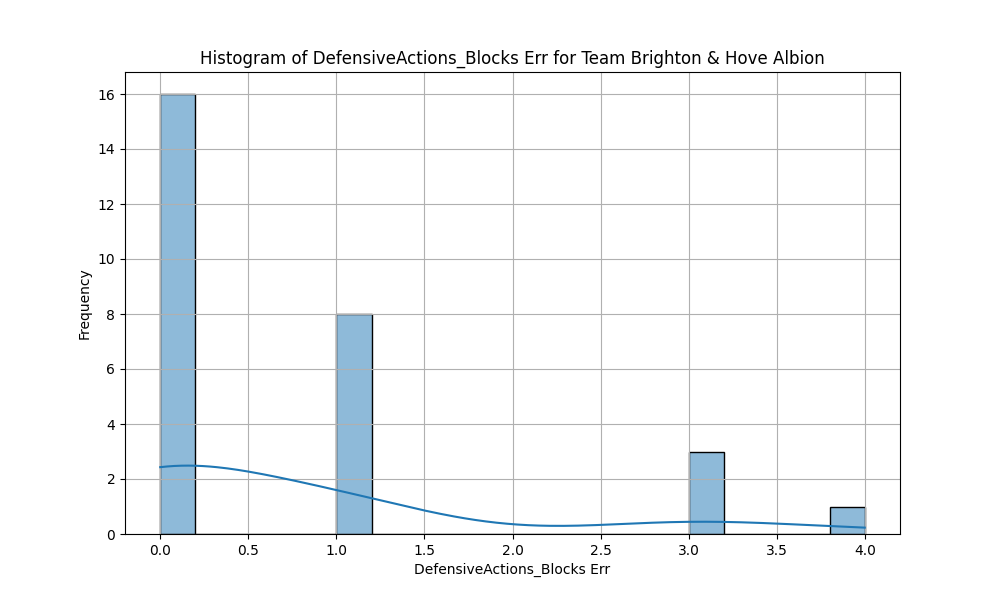 Histogram of DefensiveActions_Blocks Err for Team Brighton & Hove Albion
Frequency
16
14
12
10
8
6
4
2
0
0.0 0.5 1.0 1.5 2.0 2.5 3.0 3.5 4.0
DefensiveActions_Blocks Err